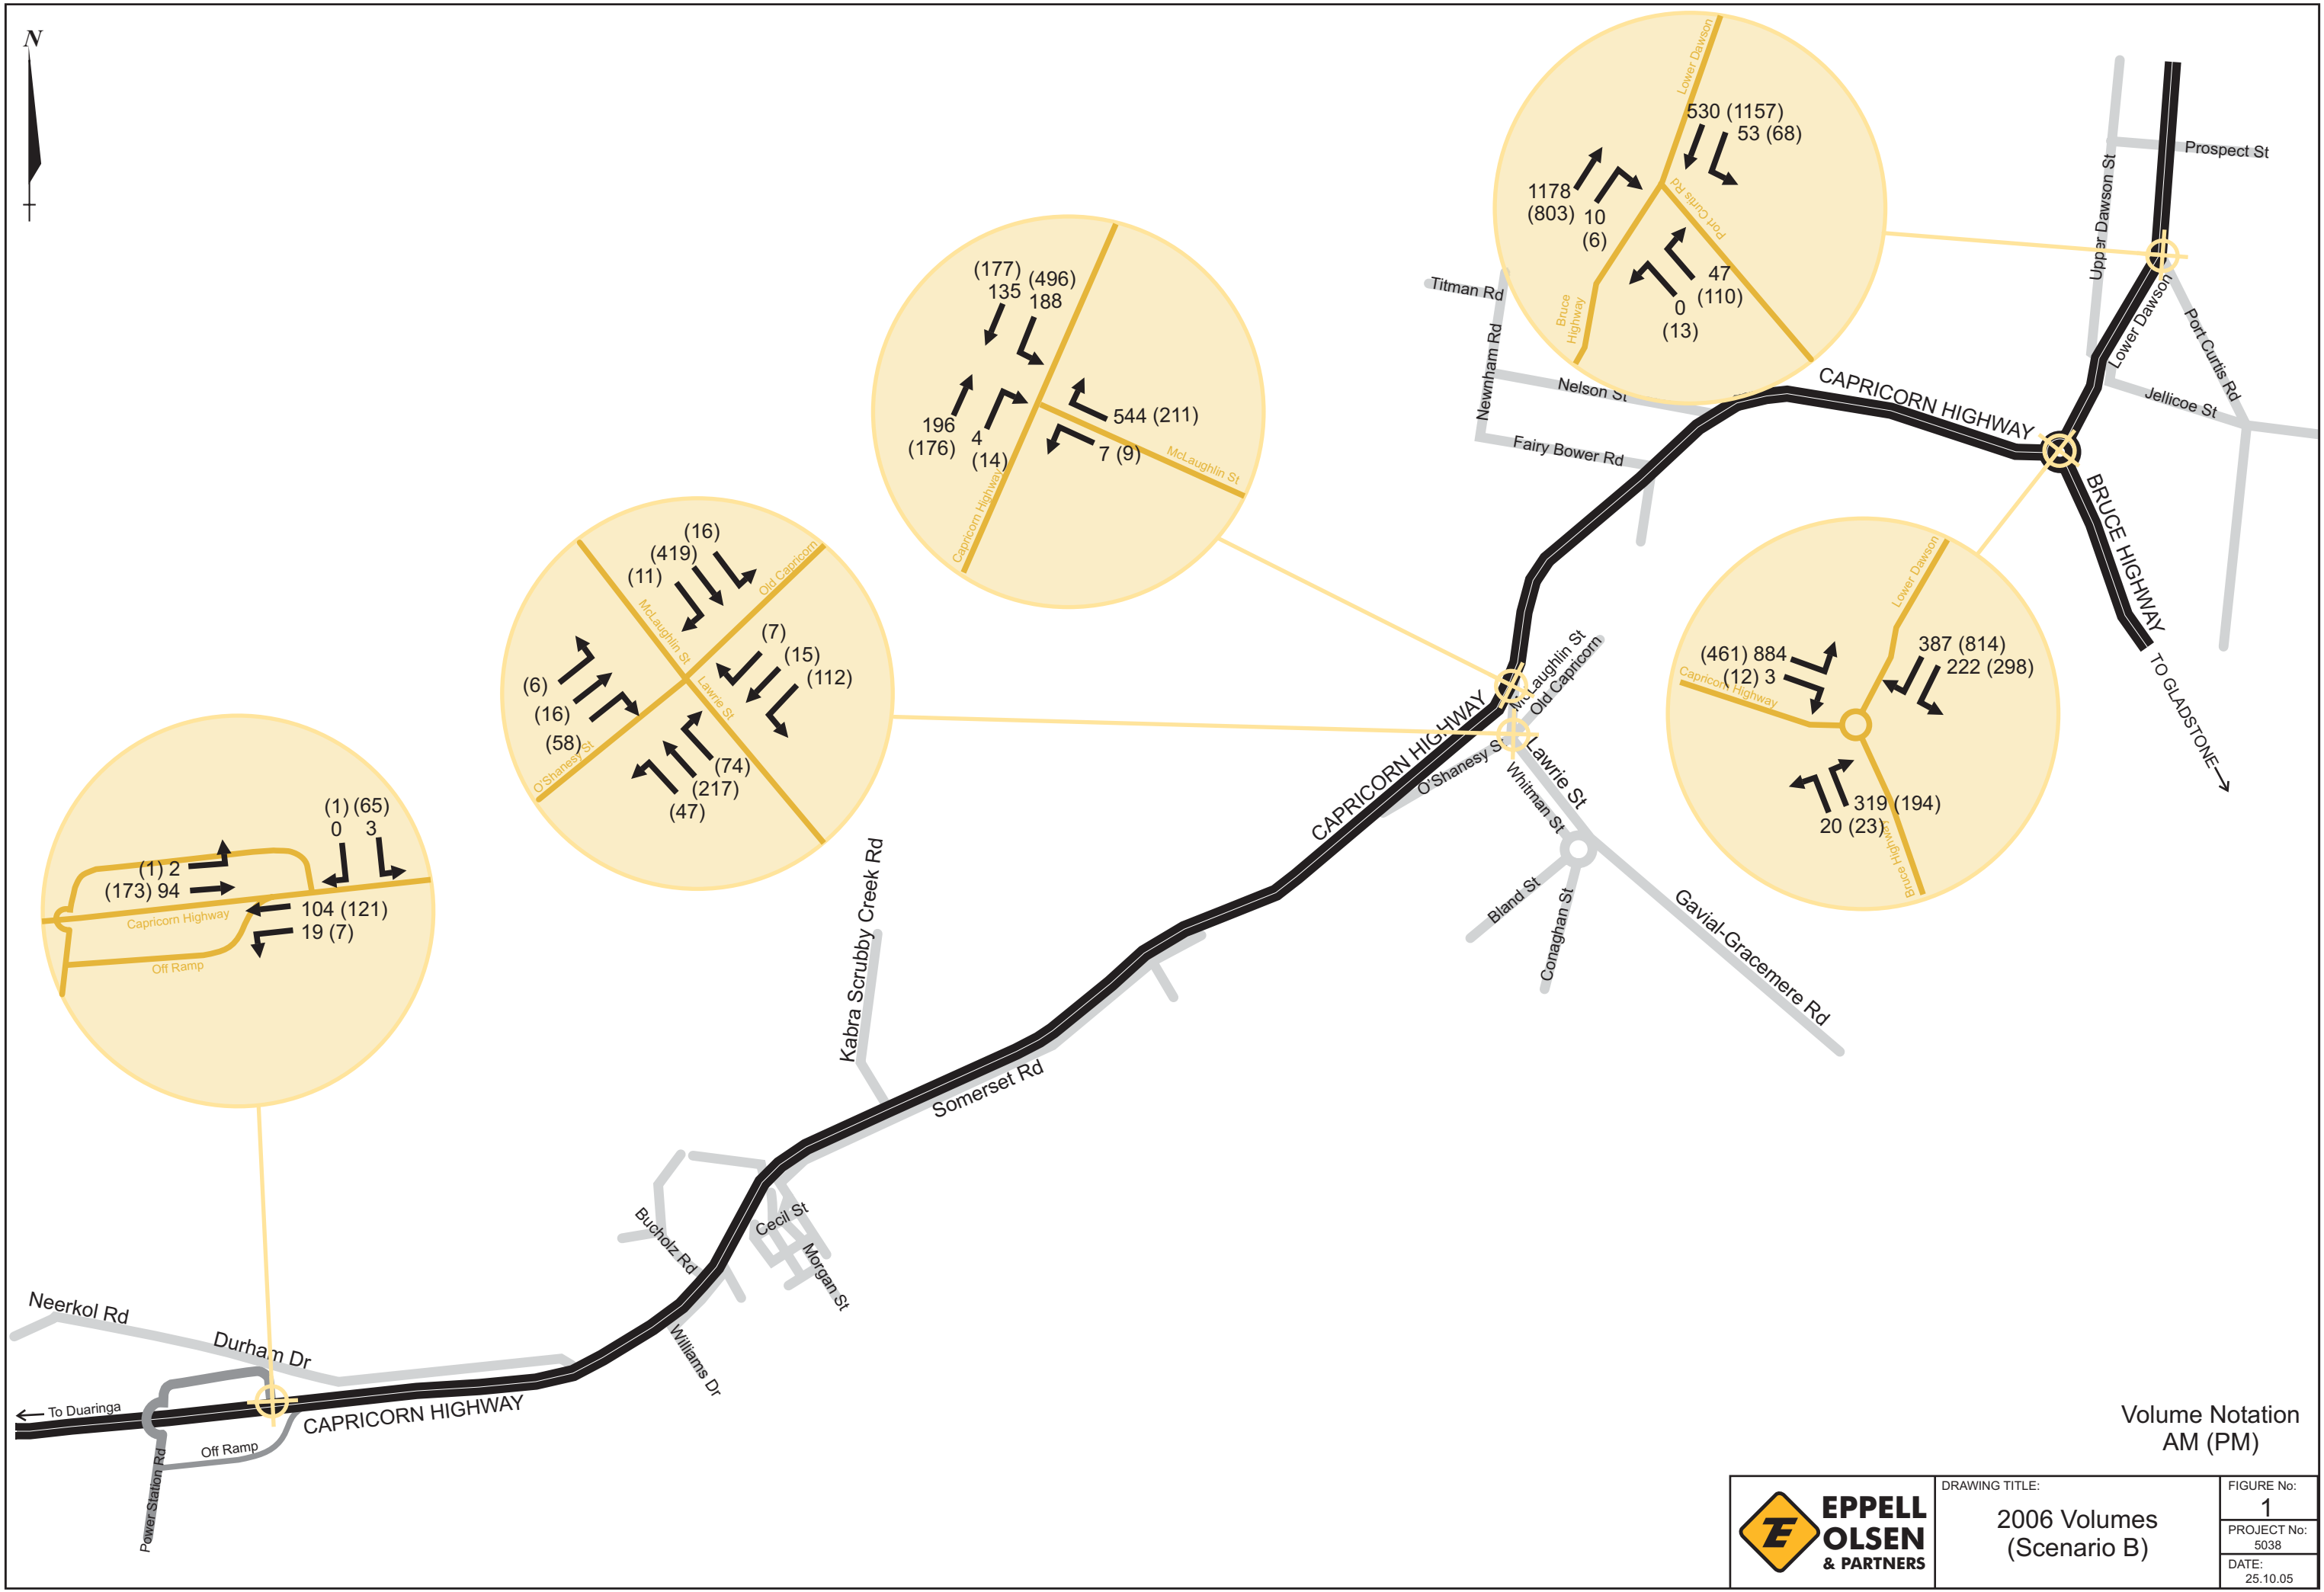 N
Lower Dawson
530 (1157)
53 (68)
1178
(803)
10
(6)
Port Curtis Rd
47
(110)
0
(13)
Bruce
Highway
(177)
135
(496)
188
196
(176)
4
(14)
544 (211)
7 (9)
McLaughlin St
Capricorn Highway
(16)
(419)
(11)
Old Capricorn
McLaughlin St
(7)
(15)
(112)
(6)
(16)
(58)
Lawrie St
O'Shanesy St
(74)
(217)
(47)
(1) (65)
0
3
(1) 2
(173) 94
104 (121)
19 (7)
Capricorn Highway
Off Ramp
Lower Dawson
387 (814)
222 (298)
(461) 884
(12) 3
Capricorn Highway
319 (194)
20 (23)
Bruce Highway
Prospect St
Upper Dawson St
Lower Dawson
Port Curtis Rd
Jellicoe St
Titman Rd
Newnham Rd
Nelson St
Fairy Bower Rd
CAPRICORN HIGHWAY
BRUCE HIGHWAY
TO GLADSTONE
McLaughlin St
Old Capricorn
CAPRICORN HIGHWAY
O'Shanesy St
Lawrie St
Whitman St
Bland St
Conaghan St
Gavial-Gracemere Rd
Kabra Scrubby Creek Rd
Somerset Rd
Cecil St
Bucholz Rd
Morgan St
Williams Dr
Neerkol Rd
Durham Dr
To Duaringa
CAPRICORN HIGHWAY
Off Ramp
Power Station Rd
Volume Notation
AM (PM)
E
EPPELL
OLSEN
& PARTNERS
DRAWING TITLE:
2006 Volumes
(Scenario B)
FIGURE No:
1
PROJECT No:
5038
DATE:
25.10.05